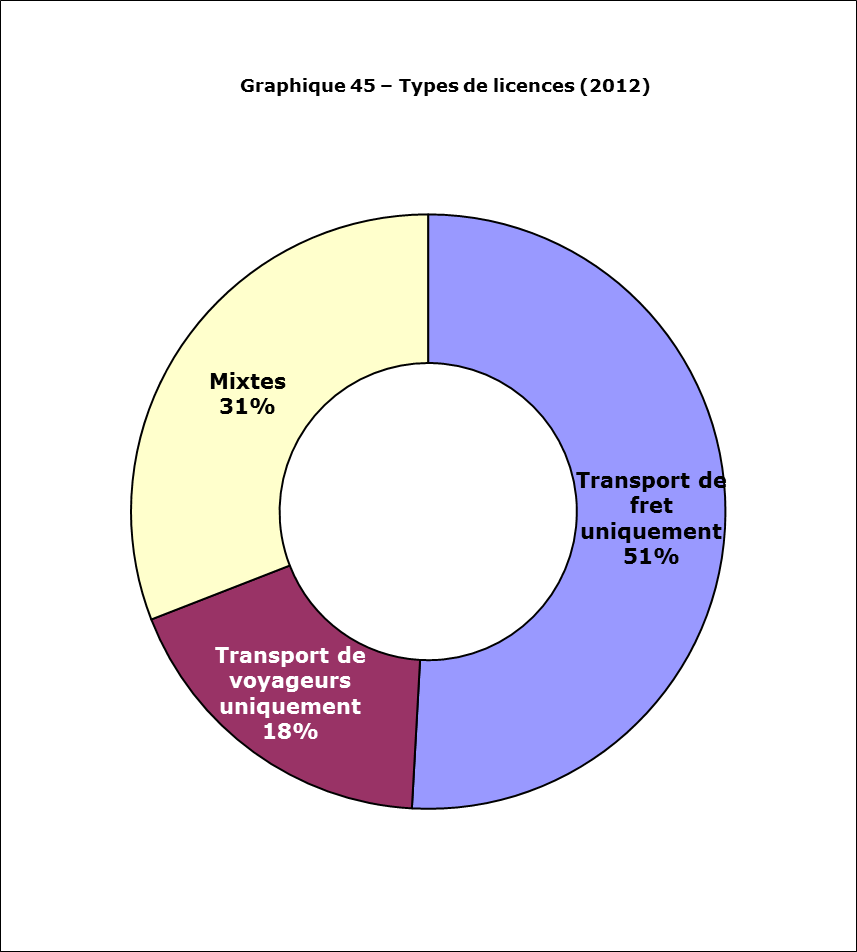 Graphique 45 – Types de licences (2012)
Mixtes
31%
Transport de
fret
uniquement
51%
Transport de
voyageurs
uniquement
18%